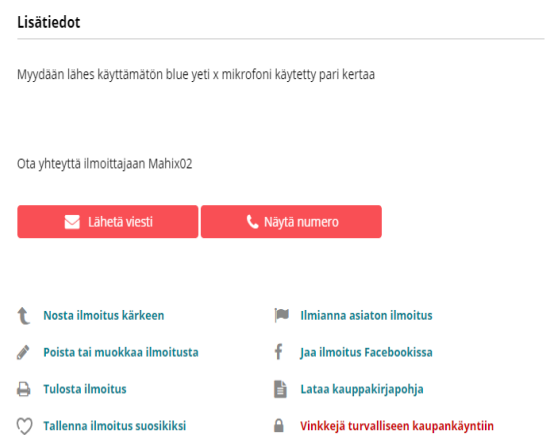 Lisätiedot
Myydään lähes käyttämätön blue yeti x mikrofoni käytetty pari kertaa
Ota yhteyttä ilmoittajaan Mahix02
Lähetä viesti
Näytä numero
Nosta ilmoitus kärkeen
Ilmianna asiaton ilmoitus
Poista tai muokkaa ilmoitusta
Jaa ilmoitus Facebookissa
Tulosta ilmoitus
Lataa kauppakirjapohja
Tallenna ilmoitus suosikiksi
Vinkkejä turvalliseen kaupankäyntiin